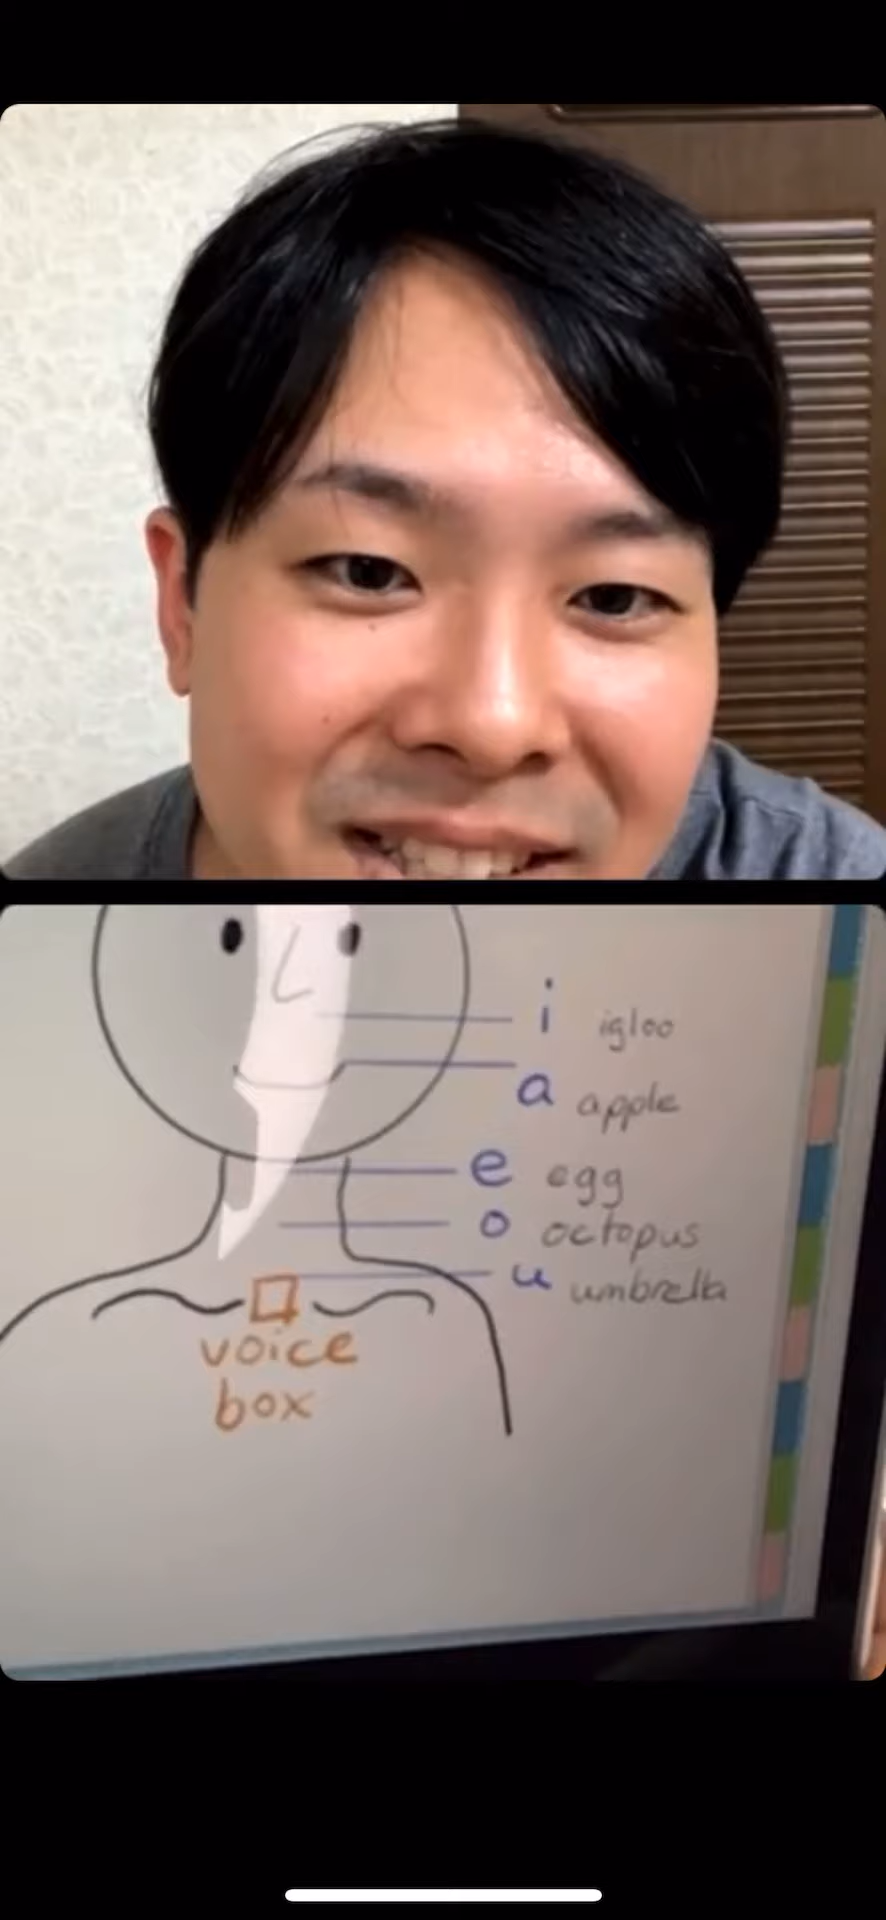 i igloo
a apple
e egg
o octopus
u umbrella
voice
box